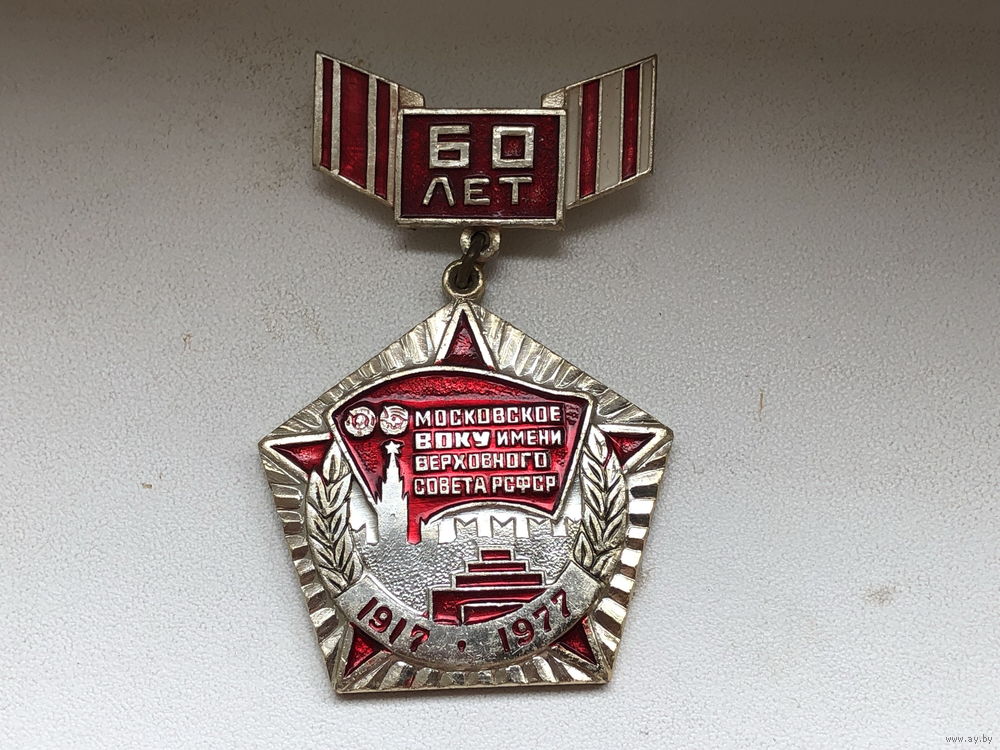 60
ЛЕТ
МОСКОВСКОЕ
ВОКУ ИМЕНИ
ВЕРХОВНОГО
СОВЕТА РСФСР
1917 · 1977
www.ay.by